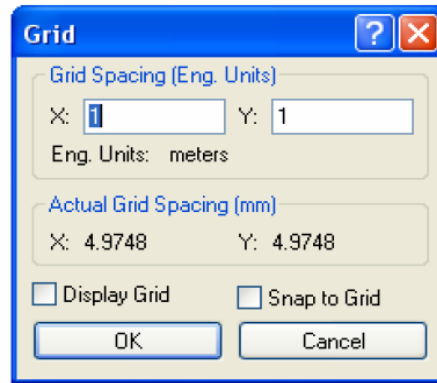 Grid
Grid Spacing (Eng. Units)
X: 1 Y: 1
Eng. Units: meters
Actual Grid Spacing (mm)
X: 4.9748 Y: 4.9748
Display Grid Snap to Grid
OK Cancel